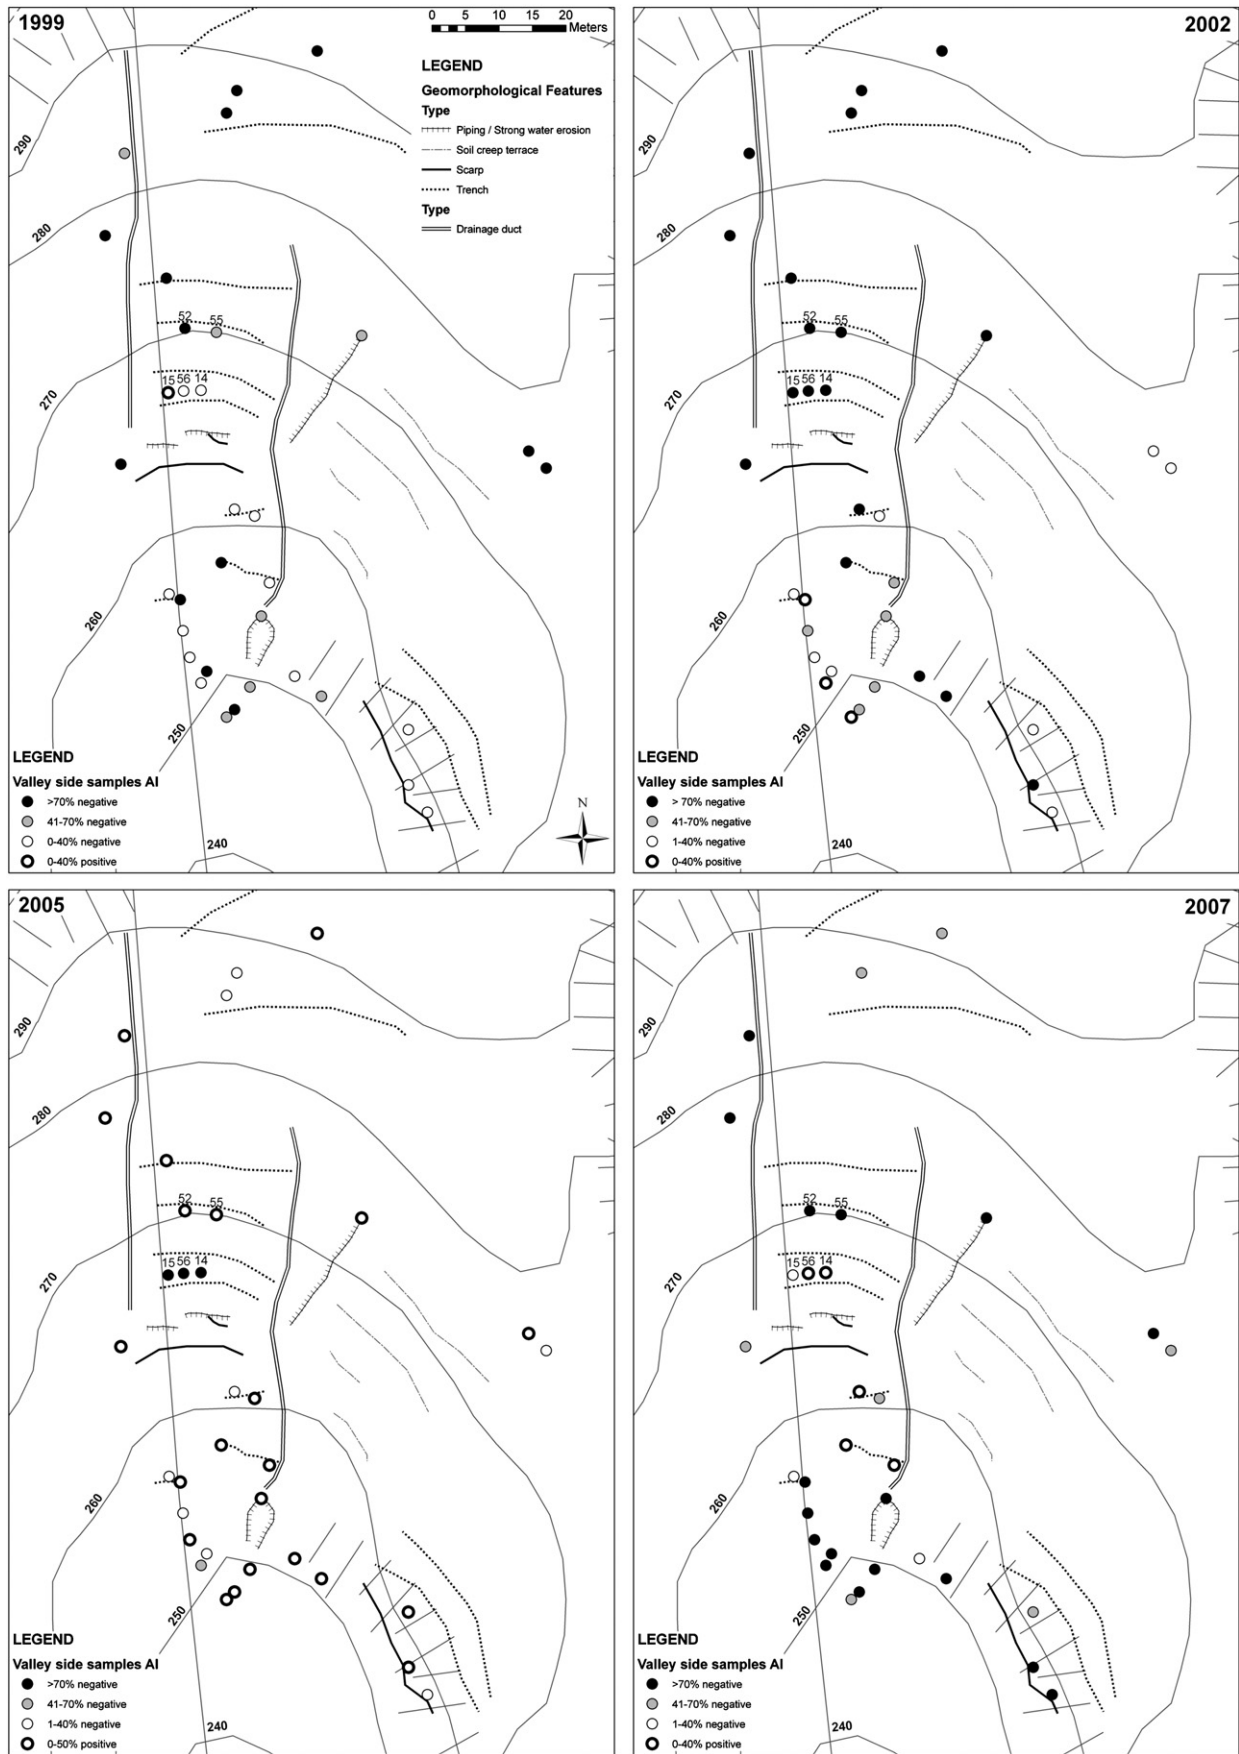 1999
0 5 10 15 20
Meters
LEGEND
Geomorphological Features
Type
Piping / Strong water erosion
Soil creep terrace
Scarp
Trench
Type
Drainage duct
290
280
52 55
15 56 14
270
260
250
LEGEND
Valley side samples AI
>70% negative
41-70% negative
0-40% negative
0-40% positive
240
N
2002
290
280
52 55
15 56 14
270
260
250
LEGEND
Valley side samples AI
> 70% negative
41-70% negative
1-40% negative
0-40% positive
240
2005
290
280
52 55
15 56 14
270
260
250
LEGEND
Valley side samples AI
>70% negative
41-70% negative
1-40% negative
0-50% positive
240
2007
290
280
52 55
15 56 14
270
260
250
LEGEND
Valley side samples AI
>70% negative
41-70% negative
1-40% negative
0-40% positive
240